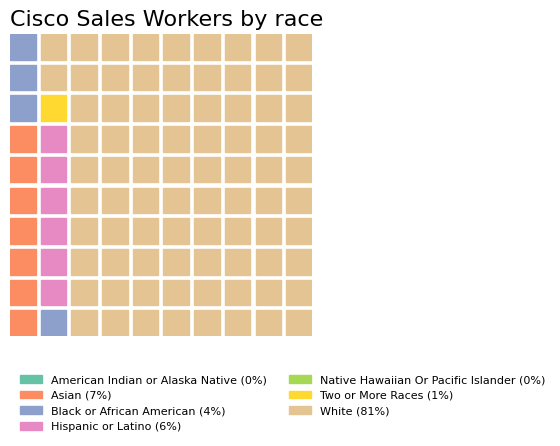 Cisco Sales Workers by race
American Indian or Alaska Native (0%)
Asian (7%)
Black or African American (4%)
Hispanic or Latino (6%)
Native Hawaiian Or Pacific Islander (0%)
Two or More Races (1%)
White (81%)